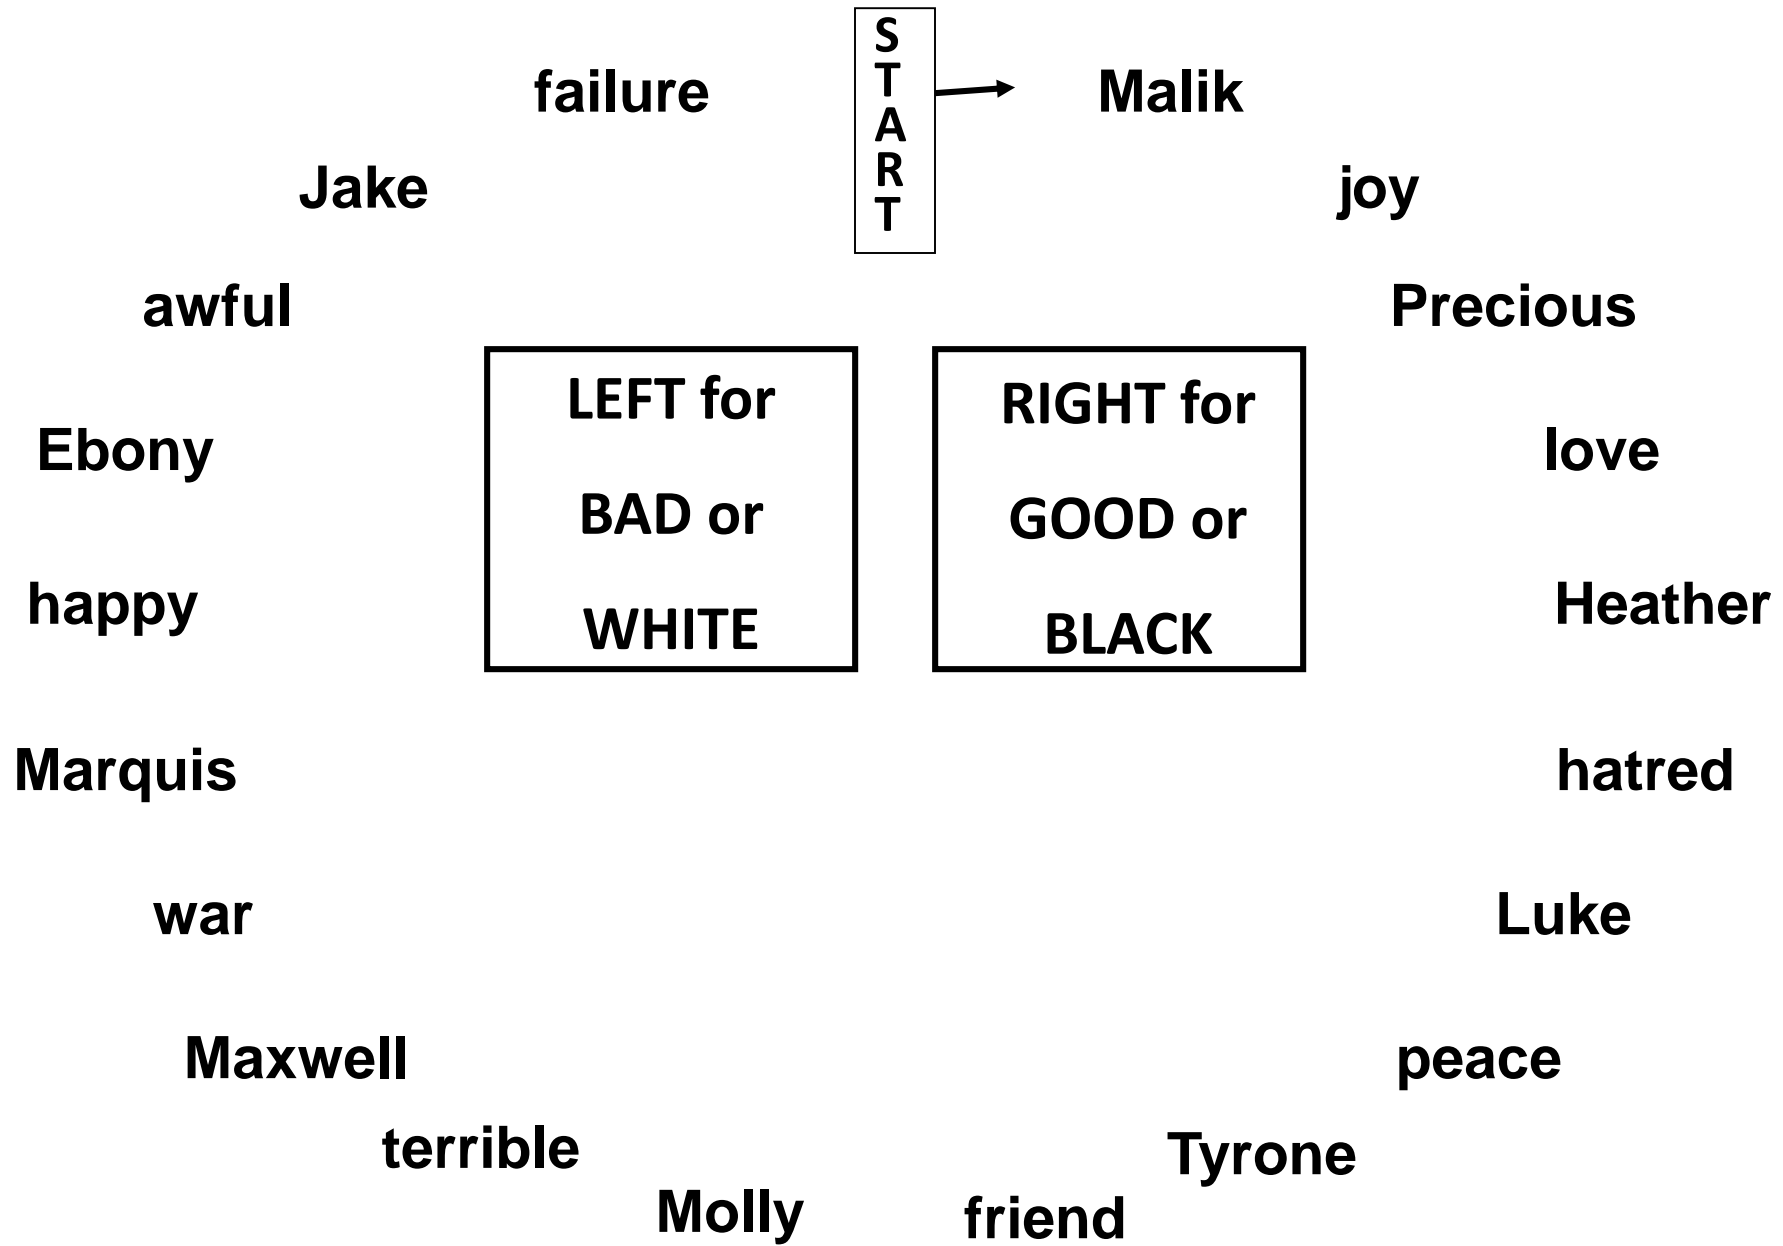 START
Malik
joy
Precious
love
Heather
hatred
Luke
peace
Tyrone
friend
Molly
terrible
Maxwell
war
Marquis
happy
Ebony
awful
Jake
failure
LEFT for
BAD or
WHITE
RIGHT for
GOOD or
BLACK